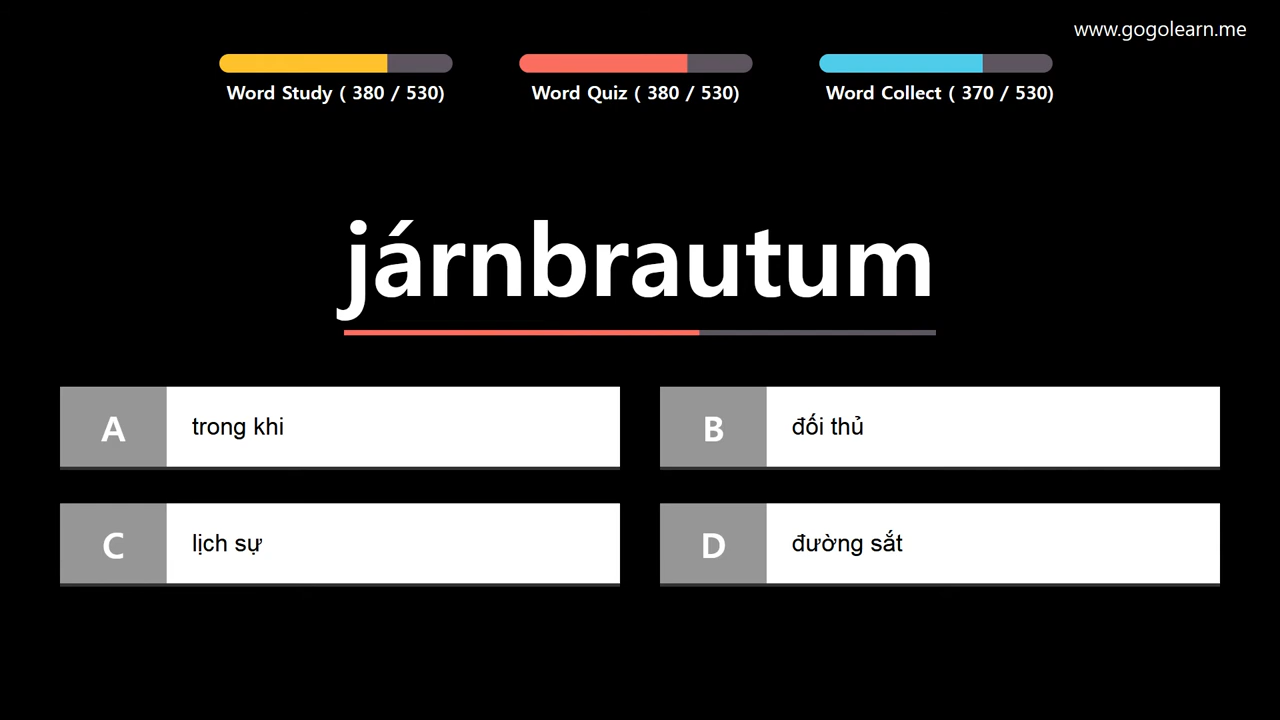 www.gogolearn.me
Word Study ( 380 / 530)
Word Quiz ( 380 / 530)
Word Collect ( 370 / 530)
járnbrautum
A
trong khi
B
đối thủ
C
lịch sự
D
đường sắt